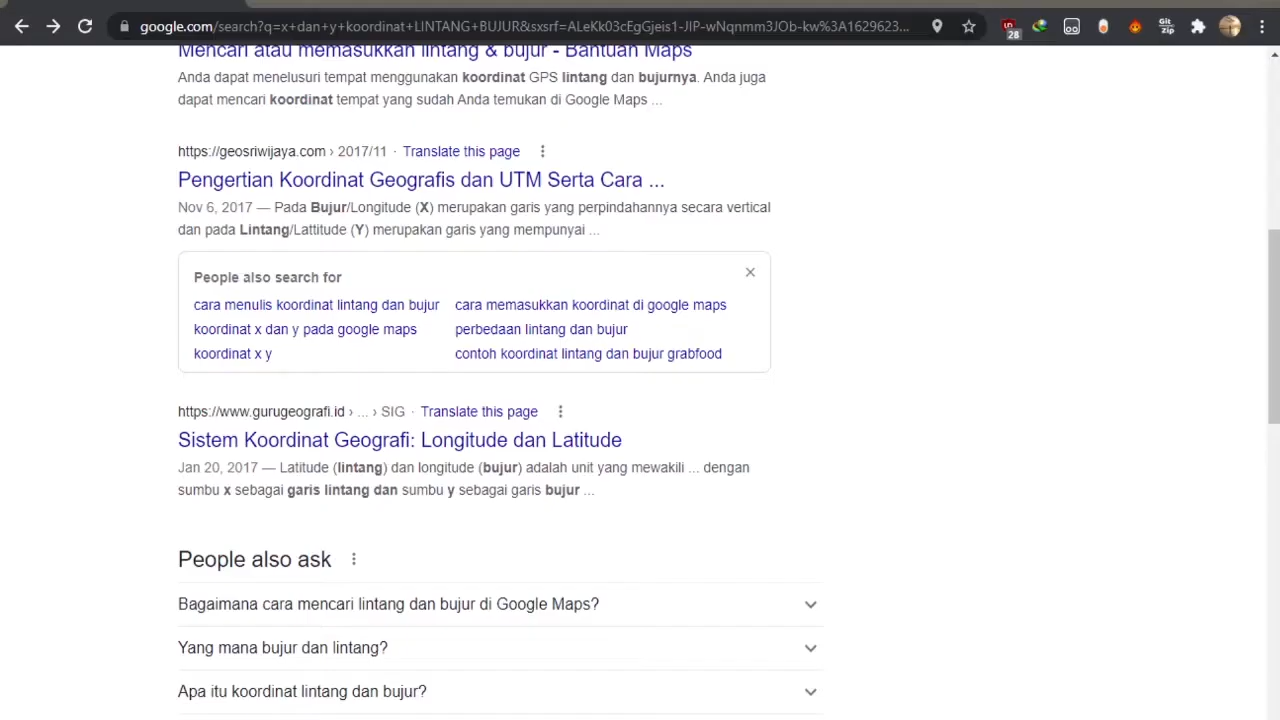 google.com/search?q=x+dan+y+koordinat+LINTANG+BUJUR&sxsrf=ALeKk03cEgGjeis1-JIP-wNqnmm3JOb-kw%3A1629623...
28
Git
zip
Mencari atau memasukkan lintang & bujur - Bantuan Maps
Anda dapat menelusuri tempat menggunakan koordinat GPS lintang dan bujurnya. Anda juga
dapat mencari koordinat tempat yang sudah Anda temukan di Google Maps ...
https://geosriwijaya.com › 2017/11 · Translate this page
Pengertian Koordinat Geografis dan UTM Serta Cara ...
Nov 6, 2017 — Pada Bujur/Longitude (X) merupakan garis yang perpindahannya secara vertical
dan pada Lintang/Lattitude (Y) merupakan garis yang mempunyai ...
People also search for
cara menulis koordinat lintang dan bujur cara memasukkan koordinat di google maps
koordinat x dan y pada google maps perbedaan lintang dan bujur
koordinat x y contoh koordinat lintang dan bujur grabfood
https://www.gurugeografi.id › ... › SIG · Translate this page
Sistem Koordinat Geografi: Longitude dan Latitude
Jan 20, 2017 — Latitude (lintang) dan longitude (bujur) adalah unit yang mewakili ... dengan
sumbu x sebagai garis lintang dan sumbu y sebagai garis bujur ...
People also ask
Bagaimana cara mencari lintang dan bujur di Google Maps?
Yang mana bujur dan lintang?
Apa itu koordinat lintang dan bujur?